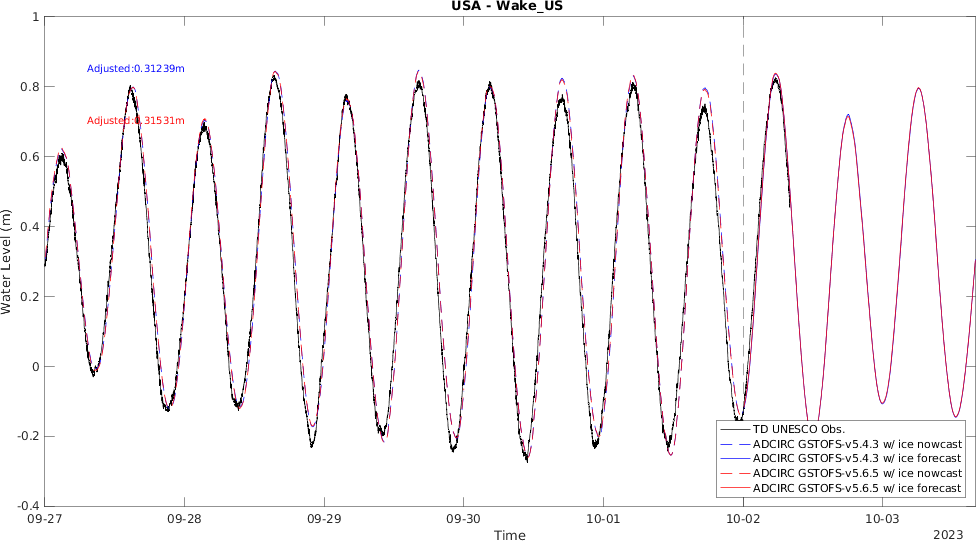 USA - Wake_US
1
0.8
0.6
0.4
0.2
0
-0.2
-0.4
Water Level (m)
Adjusted:0.31239m
Adjusted:0.31531m
TD UNESCO Obs.
ADCIRC GSTOFS-v5.4.3 w/ ice nowcast
ADCIRC GSTOFS-v5.4.3 w/ ice forecast
ADCIRC GSTOFS-v5.6.5 w/ ice nowcast
ADCIRC GSTOFS-v5.6.5 w/ ice forecast
09-27
09-28
09-29
09-30
10-01
10-02
10-03
Time
2023